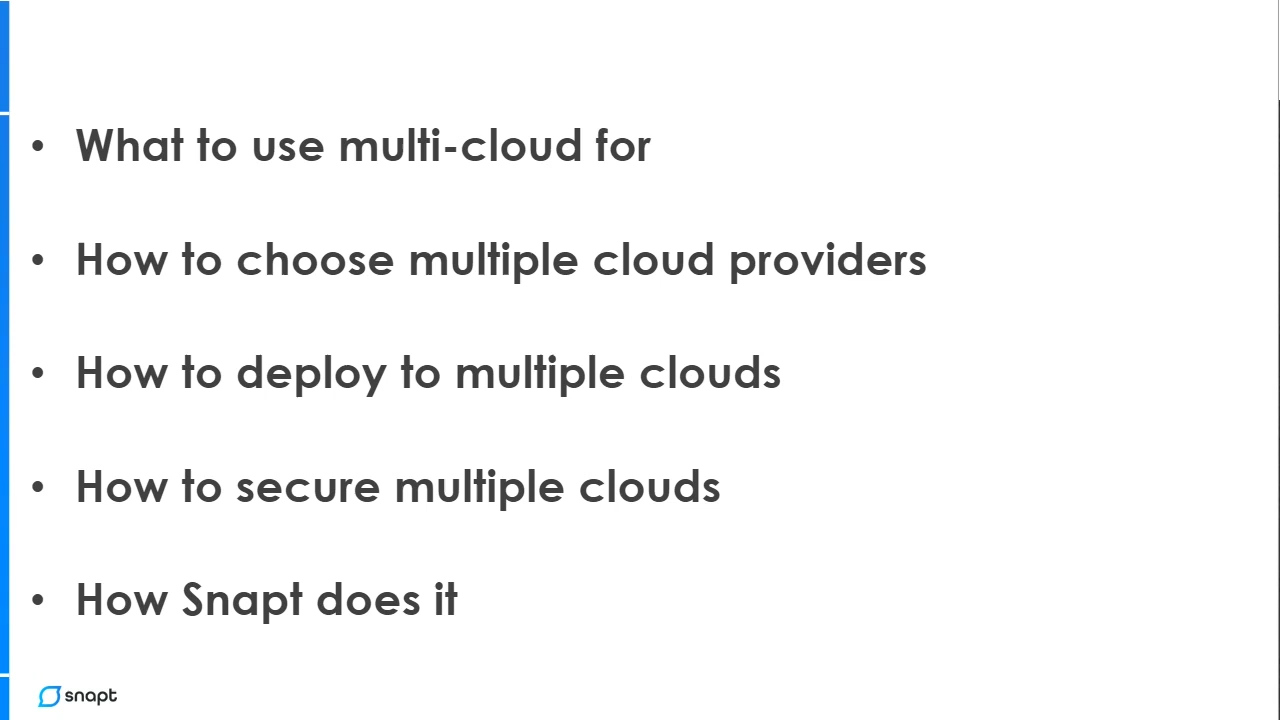 • What to use multi-cloud for
• How to choose multiple cloud providers
• How to deploy to multiple clouds
• How to secure multiple clouds
• How Snapt does it
snapt